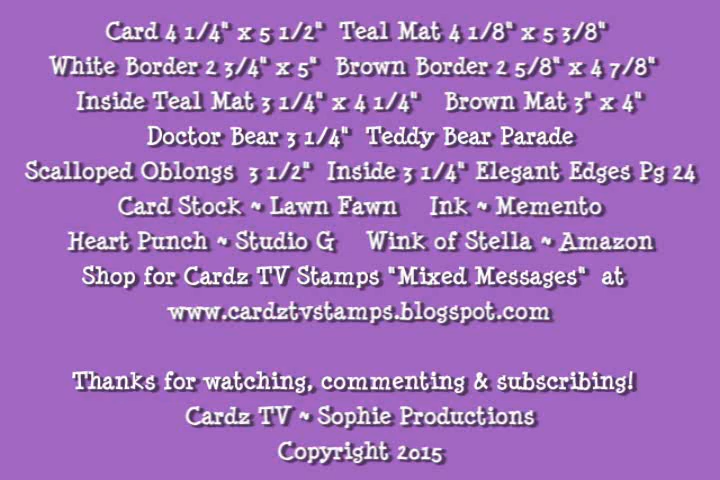 Card 4 1/4" x 5 1/2" Teal Mat 4 1/8" x 5 3/8"
White Border 2 3/4" x 5" Brown Border 2 5/8" x 4 7/8"
Inside Teal Mat 3 1/4" x 4 1/4" Brown Mat 3" x 4"
Doctor Bear 3 1/4" Teddy Bear Parade
Scalloped Oblongs 3 1/2" Inside 3 1/4" Elegant Edges Pg 24
Card Stock ~ Lawn Fawn Ink ~ Memento
Heart Punch ~ Studio G Wink of Stella ~ Amazon
Shop for Cardz TV Stamps "Mixed Messages" at
www.cardztvstamps.blogspot.com
Thanks for watching, commenting & subscribing!
Cardz TV ~ Sophie Productions
Copyright 2015